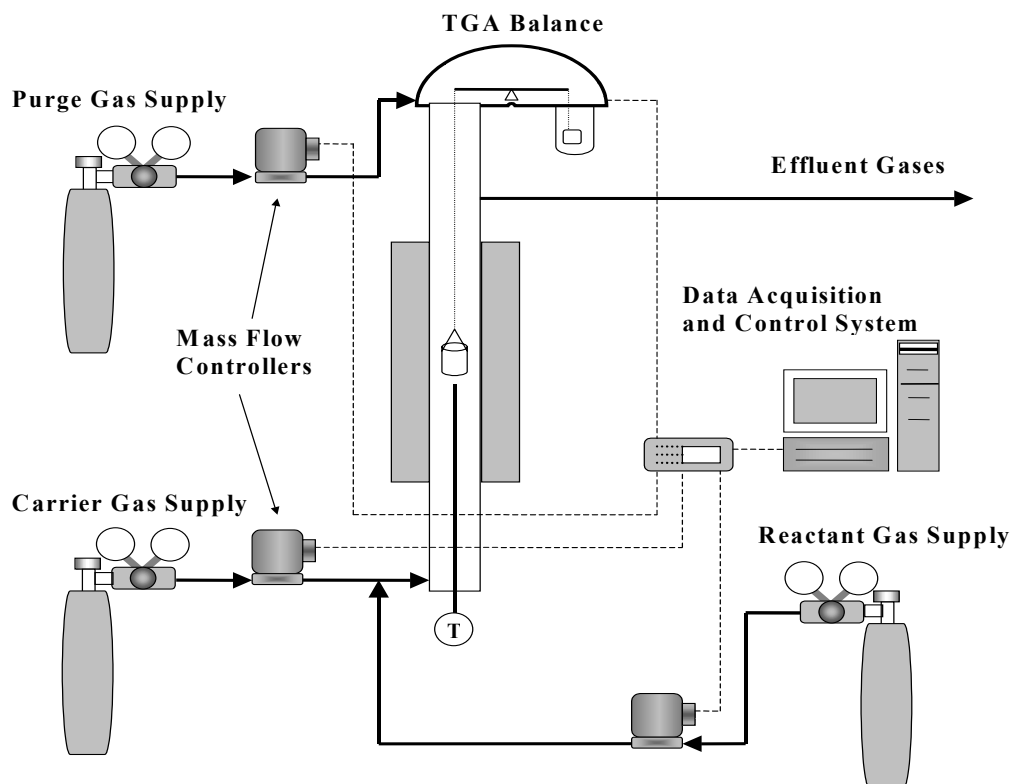 TGA Balance
Purge Gas Supply
Effluent Gases
Data Acquisition
and Control System
Mass Flow
Controllers
Carrier Gas Supply
Reactant Gas Supply
T